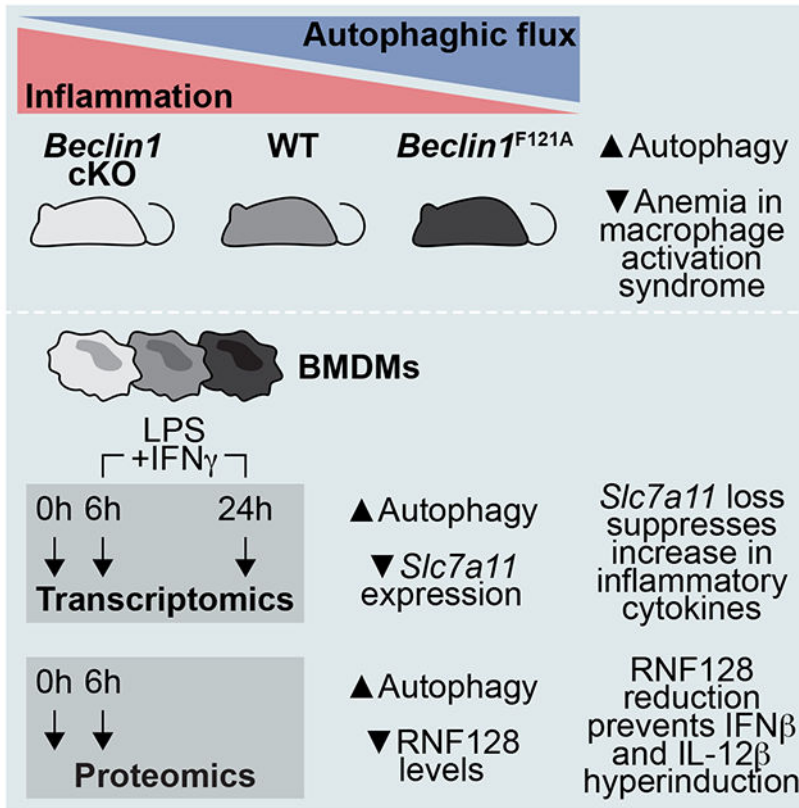 Autophaghic flux
Inflammation
Beclin1
cKO
WT
Beclin1F121A
▲ Autophagy
▼ Anemia in
macrophage
activation
syndrome
BMDMs
LPS
+IFNγ
0h 6h 24h
Transcriptomics
▲ Autophagy
▼ Slc7a11
expression
Slc7a11 loss
suppresses
increase in
inflammatory
cytokines
0h 6h
Proteomics
▲ Autophagy
▼ RNF128
levels
RNF128
reduction
prevents IFNβ
and IL-12β
hyperinduction